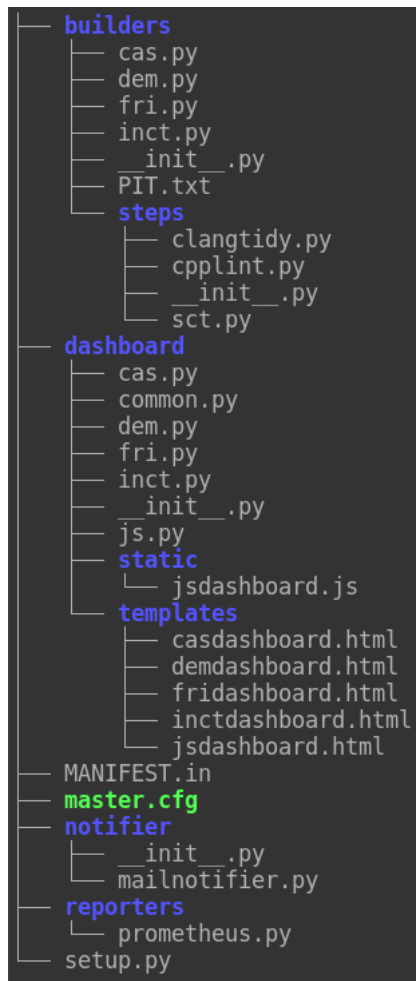 ├── builders
│   ├── cas.py
│   ├── dem.py
│   ├── fri.py
│   ├── inct.py
│   ├── __init__.py
│   ├── PIT.txt
│   └── steps
│       ├── clangtidy.py
│       ├── cpplint.py
│       ├── __init__.py
│       └── sct.py
├── dashboard
│   ├── cas.py
│   ├── common.py
│   ├── dem.py
│   ├── fri.py
│   ├── inct.py
│   ├── __init__.py
│   ├── js.py
│   ├── static
│   │   └── jsdashboard.js
│   └── templates
│       ├── casdashboard.html
│       ├── demdashboard.html
│       ├── fridashboard.html
│       ├── inctdashboard.html
│       └── jsdashboard.html
├── MANIFEST.in
├── master.cfg
├── notifier
│   ├── __init__.py
│   └── mailnotifier.py
├── reporters
│   └── prometheus.py
└── setup.py